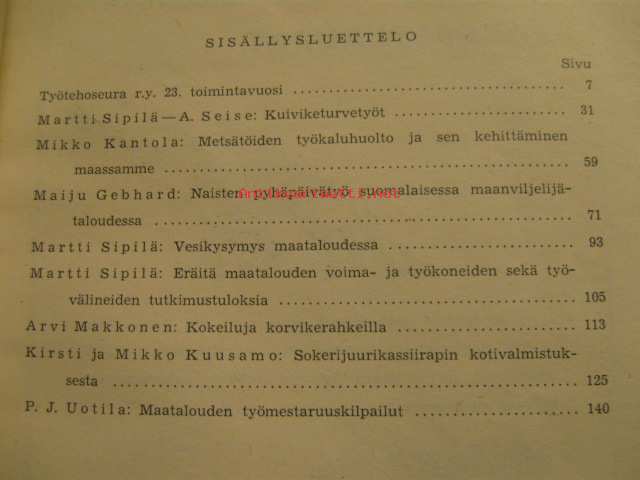 SISÄLLYSLUETTELO
Sivu
Työtehoseura r.y. 23. toimintavuosi 7
Martti Sipilä — A. Seise: Kuiviketurvetyöt 31
Mikko Kantola: Metsätöiden työkaluhuolto ja sen kehittäminen
maassamme 59
Maiju Gebhard: Naisten pyhäpäivätyö suomalaisessa maanviljelijä-
taloudessa 71
Martti Sipilä: Vesikysymys maataloudessa 93
Martti Sipilä: Eräitä maatalouden voima- ja työkoneiden sekä työ-
välineiden tutkimustuloksia 105
Arvi Makkonen: Kokeiluja korvikerahkeilla 113
Kirsti ja Mikko Kuusamo: Sokerijuurikassiirapin kotivalmistuk-
sesta 125
P. J. Uotila: Maatalouden työmestaruuskilpailut 140